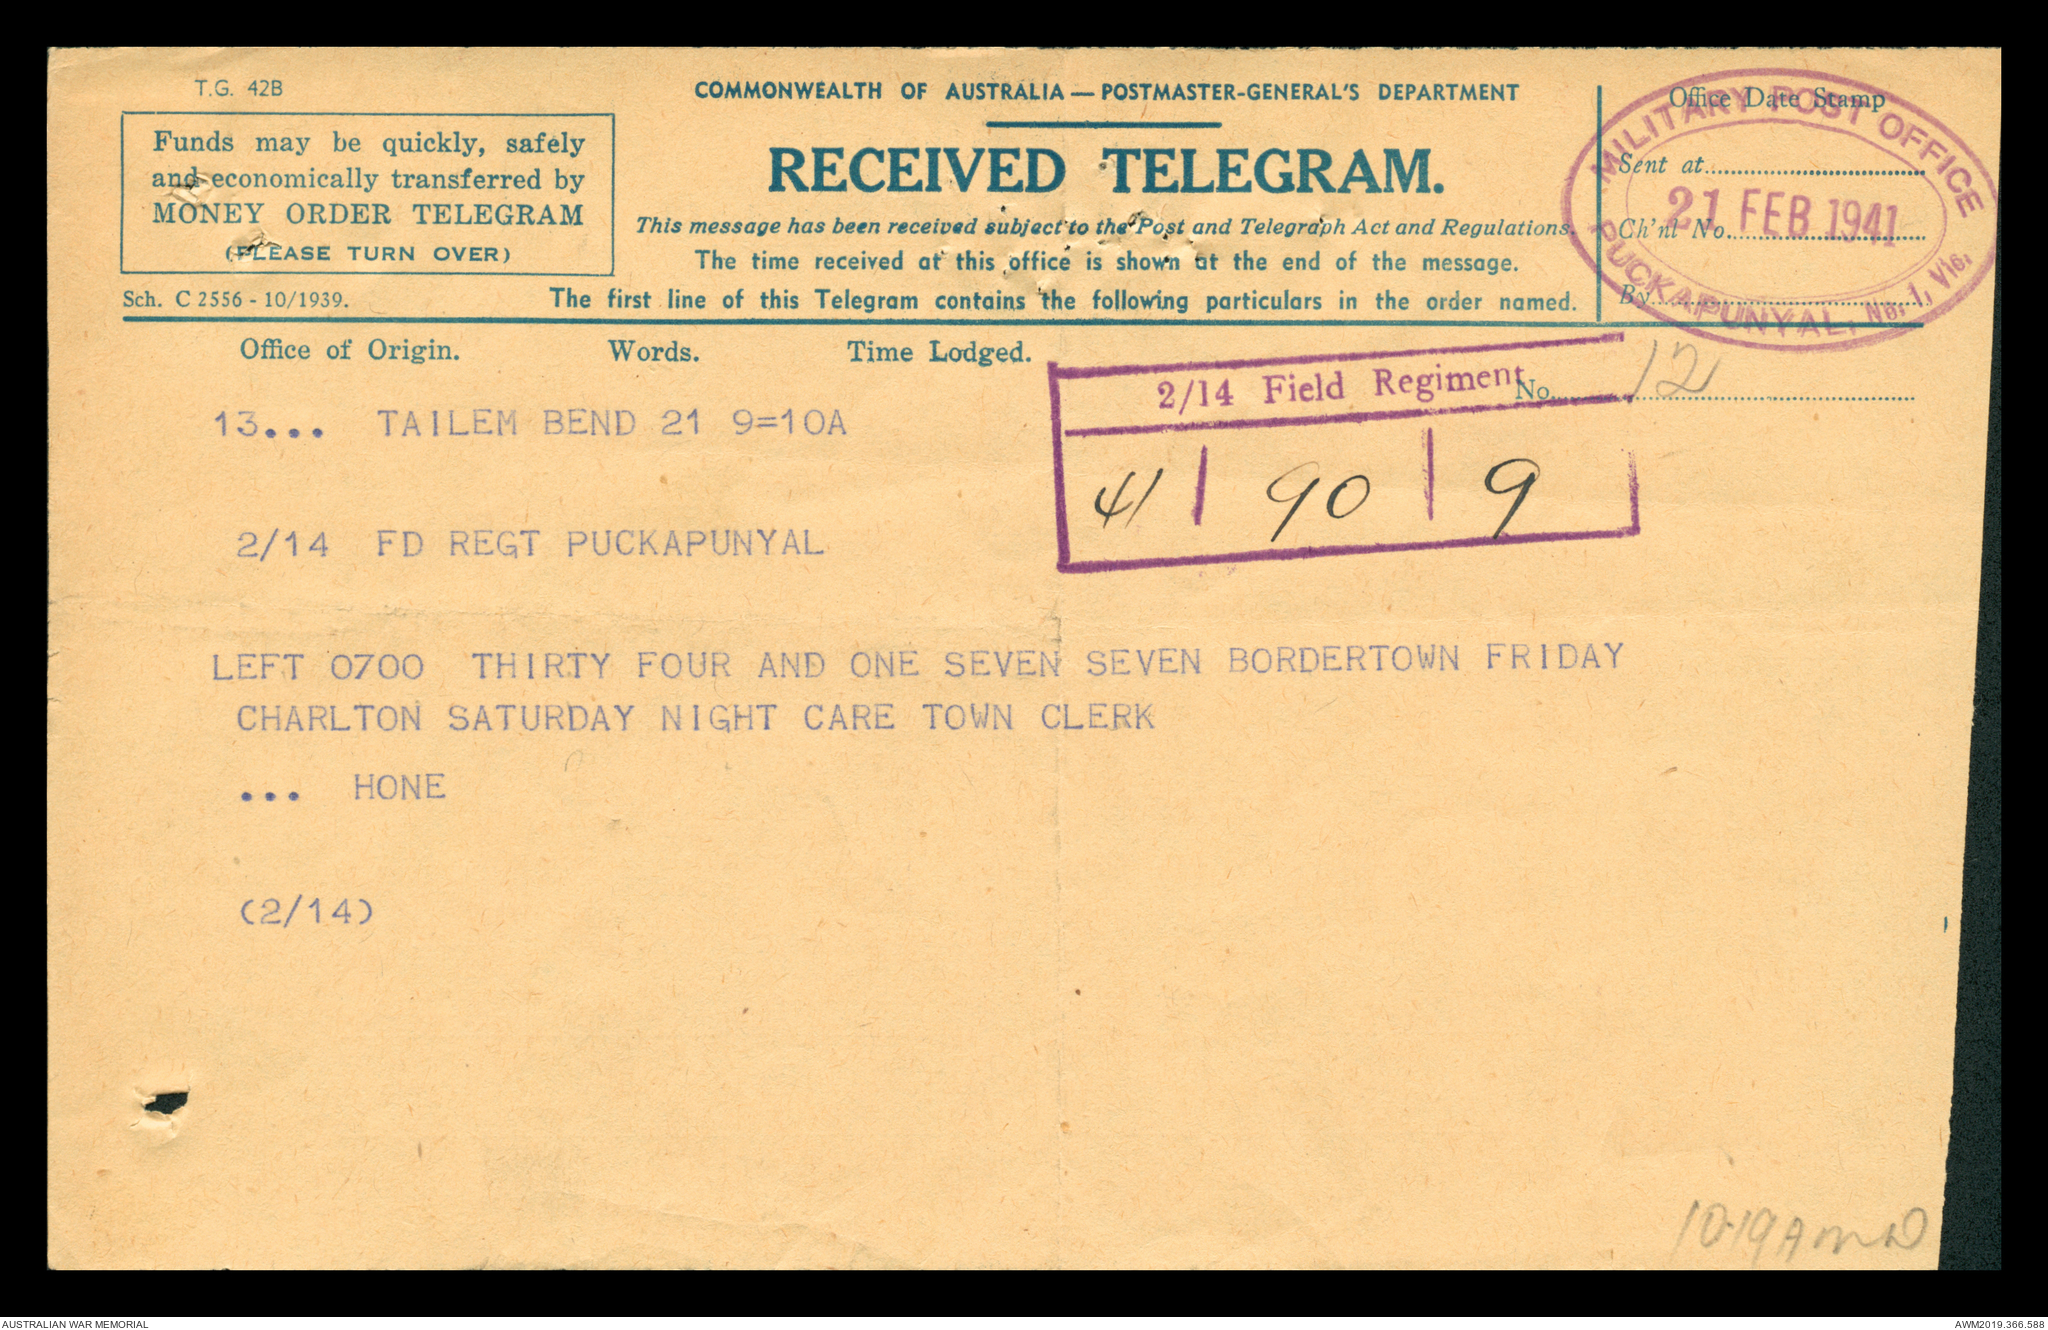 T.G. 42B
COMMONWEALTH OF AUSTRALIA — POSTMASTER-GENERAL'S DEPARTMENT
Office Date Stamp
Funds may be quickly, safely
and economically transferred by
MONEY ORDER TELEGRAM
(PLEASE TURN OVER)
Sch. C 2556 - 10/1939.
RECEIVED TELEGRAM.
This message has been received subject to the Post and Telegraph Act and Regulations.
The time received at this office is shown at the end of the message.
The first line of this Telegram contains the following particulars in the order named.
Sent at
Ch'nl No.
By
MILITARY POST OFFICE
21 FEB 1941
PUCKAPUNYAL, No. 1, Vic.
Office of Origin. Words. Time Lodged.
No. 12
2/14 Field Regiment
41 | 90 | 9
13... TAILEM BEND 21 9=10A
2/14 FD REGT PUCKAPUNYAL
LEFT 0700 THIRTY FOUR AND ONE SEVEN SEVEN BORDERTOWN FRIDAY
CHARLTON SATURDAY NIGHT CARE TOWN CLERK
... HONE
(2/14)
10.19 Am
AUSTRALIAN WAR MEMORIAL
AWM2019.366.588